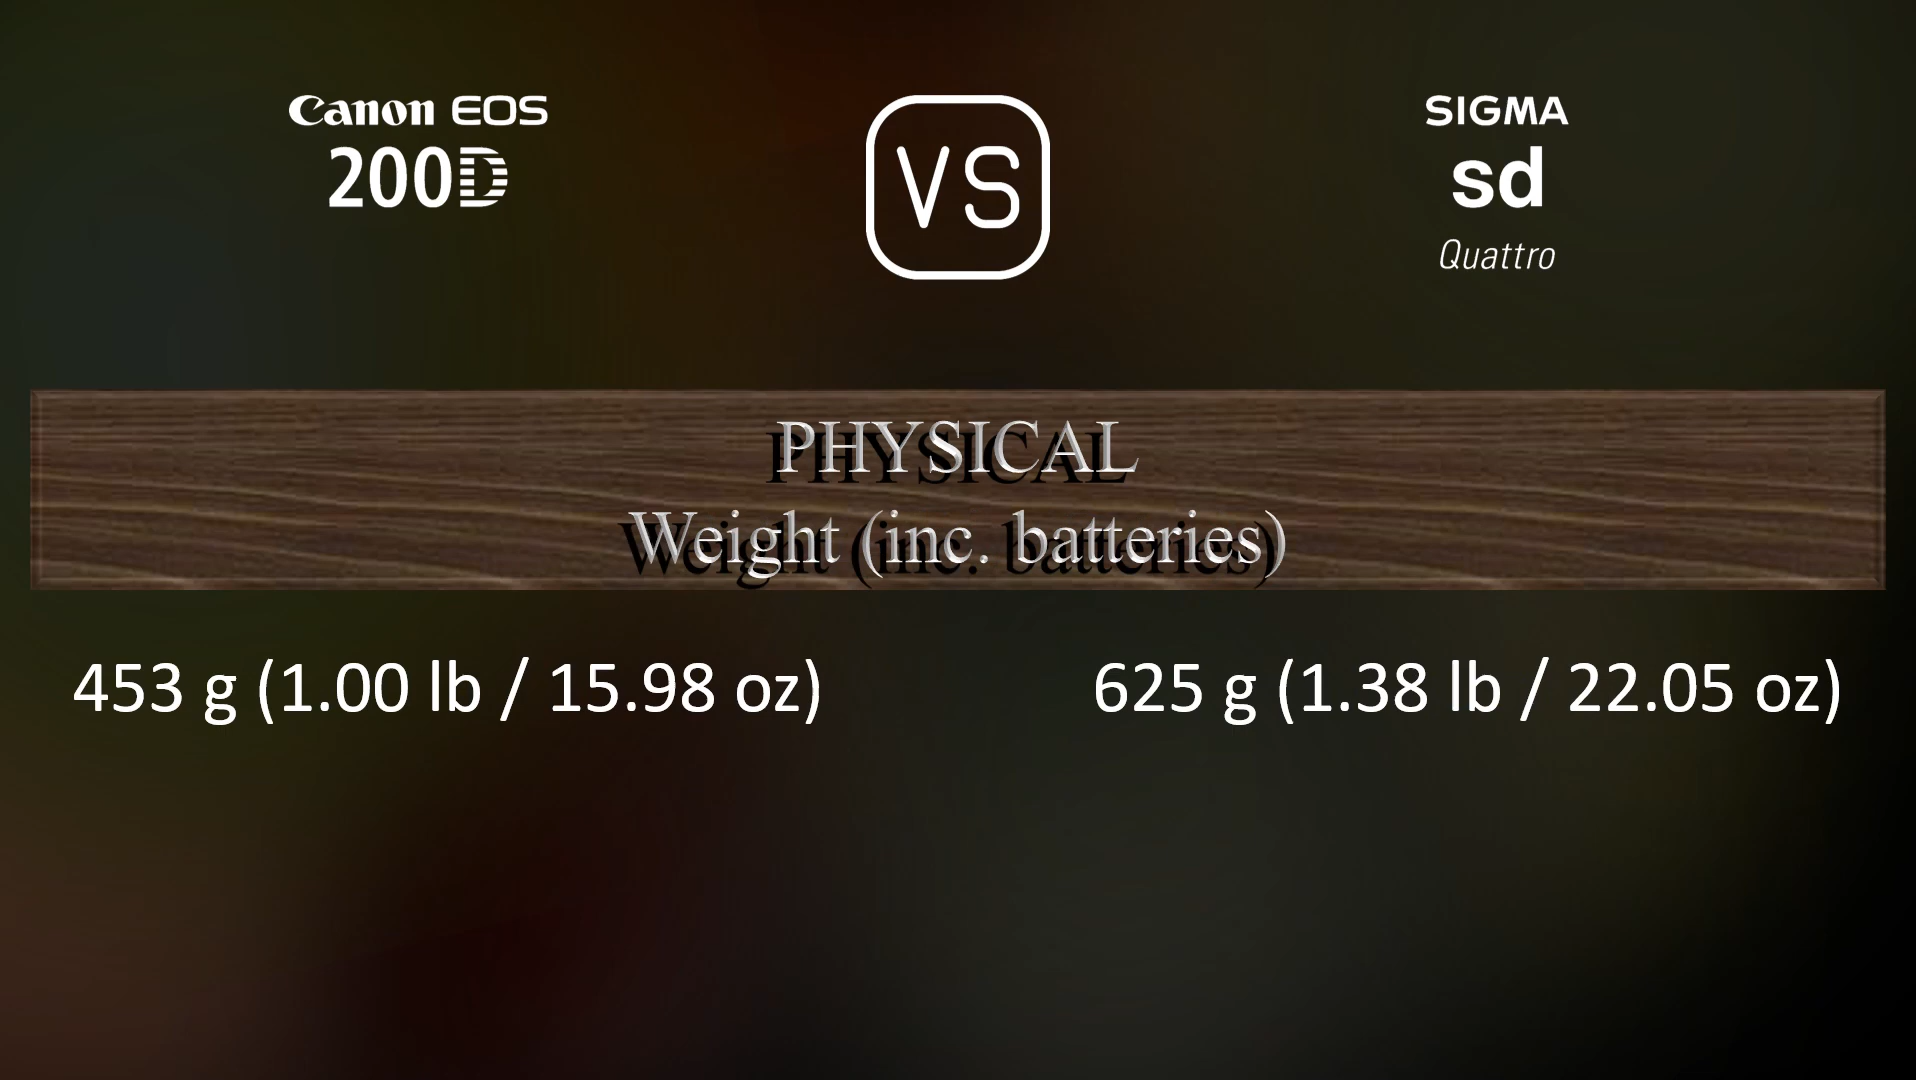 Canon EOS
200D
VS
SIGMA
sd
Quattro
PHYSICAL
Weight (inc. batteries)
453 g (1.00 lb / 15.98 oz)
625 g (1.38 lb / 22.05 oz)